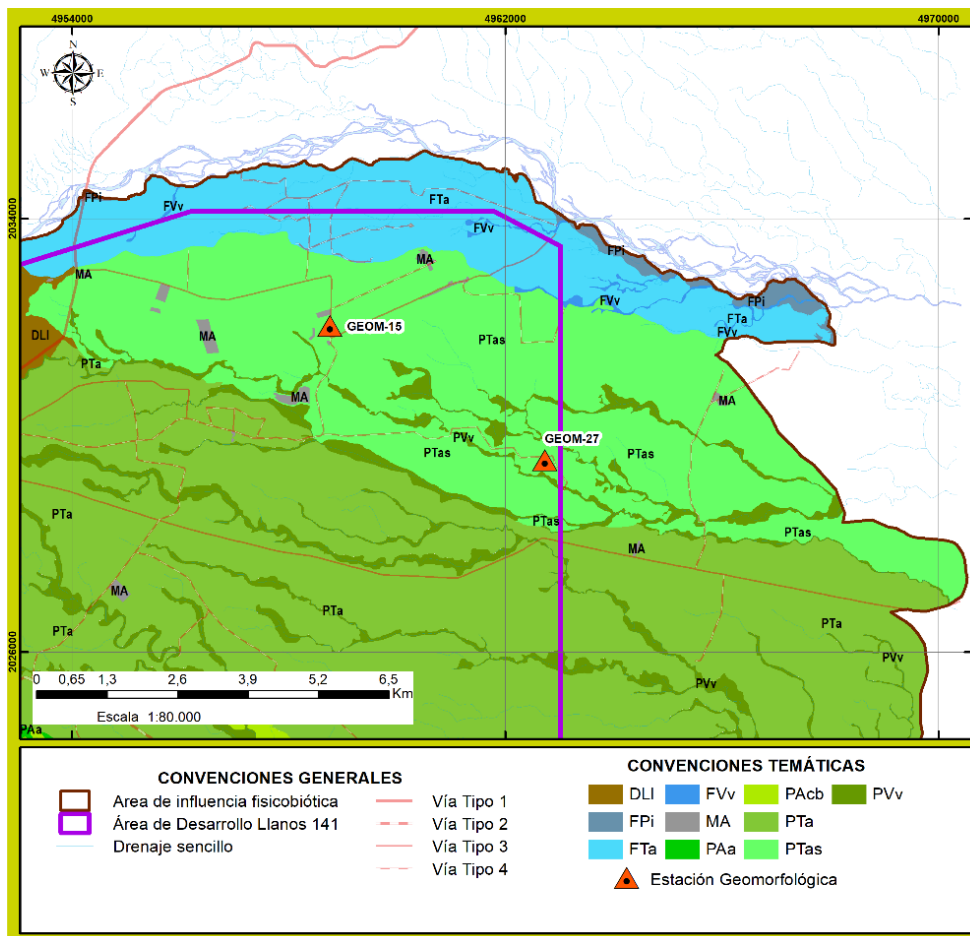 4954000 4962000 4970000
N
W E
S
2034000
2026000
FPi
FVv
FTa
FVv
FPi
MA
MA
FPi
FVv
FTa
FVv
DLI
MA
GEOM-15
PTas
PTa
MA
MA
PVv
GEOM-27
PTas
PTas
PTas
PTas
MA
PTa
MA
PTa
PTa
PTa
PVv
PVv
PAa
0 0,65 1,3 2,6 3,9 5,2 6,5
Km
Escala 1:80.000
CONVENCIONES GENERALES
Area de influencia fisicobiótica
Área de Desarrollo Llanos 141
Drenaje sencillo
Vía Tipo 1
Vía Tipo 2
Vía Tipo 3
Vía Tipo 4
CONVENCIONES TEMÁTICAS
DLI FVv PAcb PVv
FPi MA PTa
FTa PAa PTas
Estación Geomorfológica